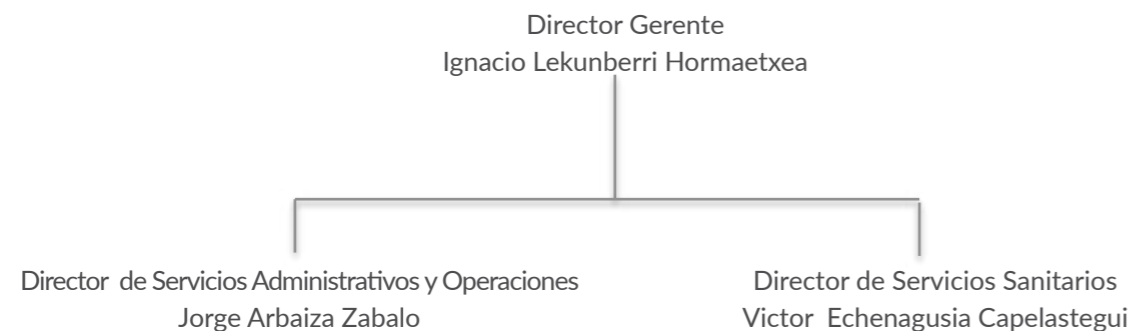 Director Gerente
Ignacio Lekunberri Hormaetxea
Director de Servicios Administrativos y Operaciones
Jorge Arbaiza Zabalo
Director de Servicios Sanitarios
Victor Echenagusia Capelastegui